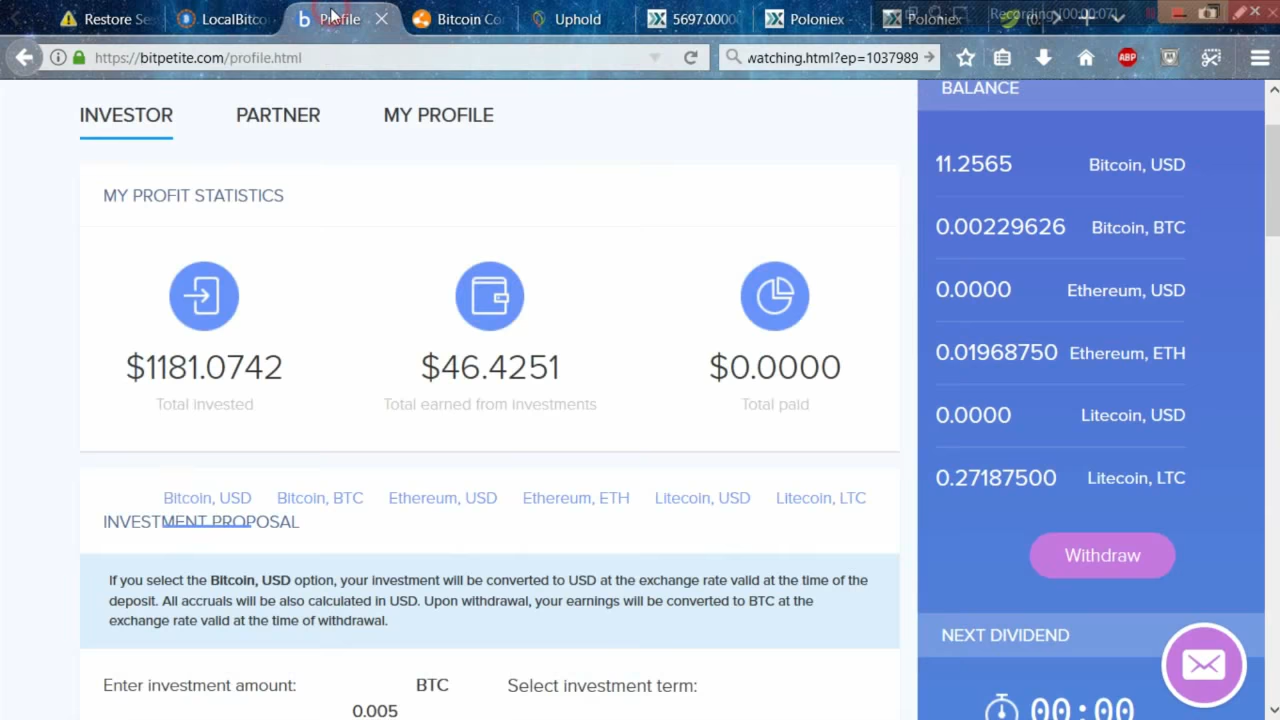 Restore Se
LocalBitco
Profile
Bitcoin Co
Uphold
5697.0000
Poloniex
Poloniex
Recording [00:00:07]
https://bitpetite.com/profile.html
watching.html?ep=1037989
ABP
INVESTOR
PARTNER
MY PROFILE
MY PROFIT STATISTICS
$1181.0742
$46.4251
$0.0000
Total invested
Total earned from investments
Total paid
Bitcoin, USD
Bitcoin, BTC
Ethereum, USD
Ethereum, ETH
Litecoin, USD
Litecoin, LTC
INVESTMENT PROPOSAL
If you select the Bitcoin, USD option, your investment will be converted to USD at the exchange rate valid at the time of the
deposit. All accruals will be also calculated in USD. Upon withdrawal, your earnings will be converted to BTC at the
exchange rate valid at the time of withdrawal.
Enter investment amount:
BTC
Select investment term:
0.005
BALANCE
11.2565 Bitcoin, USD
0.00229626 Bitcoin, BTC
0.0000 Ethereum, USD
0.01968750 Ethereum, ETH
0.0000 Litecoin, USD
0.27187500 Litecoin, LTC
Withdraw
NEXT DIVIDEND
00:00